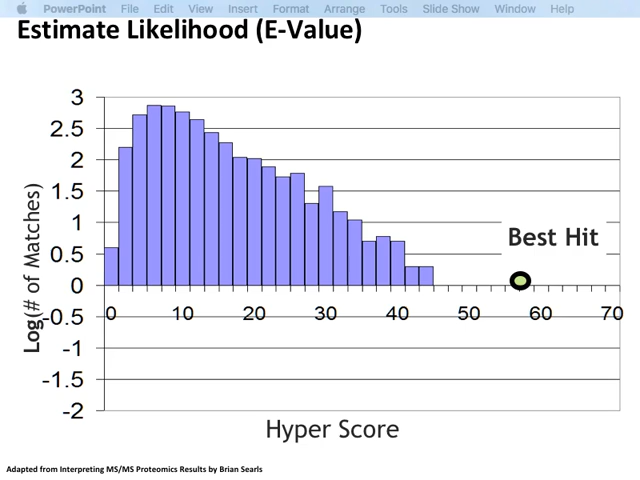 PowerPoint File Edit View Insert Format Arrange Tools Slide Show Window Help
Estimate Likelihood (E-Value)
3
2.5
2
1.5
1
0.5
0
-0.5
-1
-1.5
-2
Log(# of Matches)
Best Hit
0 10 20 30 40 50 60 70
Hyper Score
Adapted from Interpreting MS/MS Proteomics Results by Brian Searls